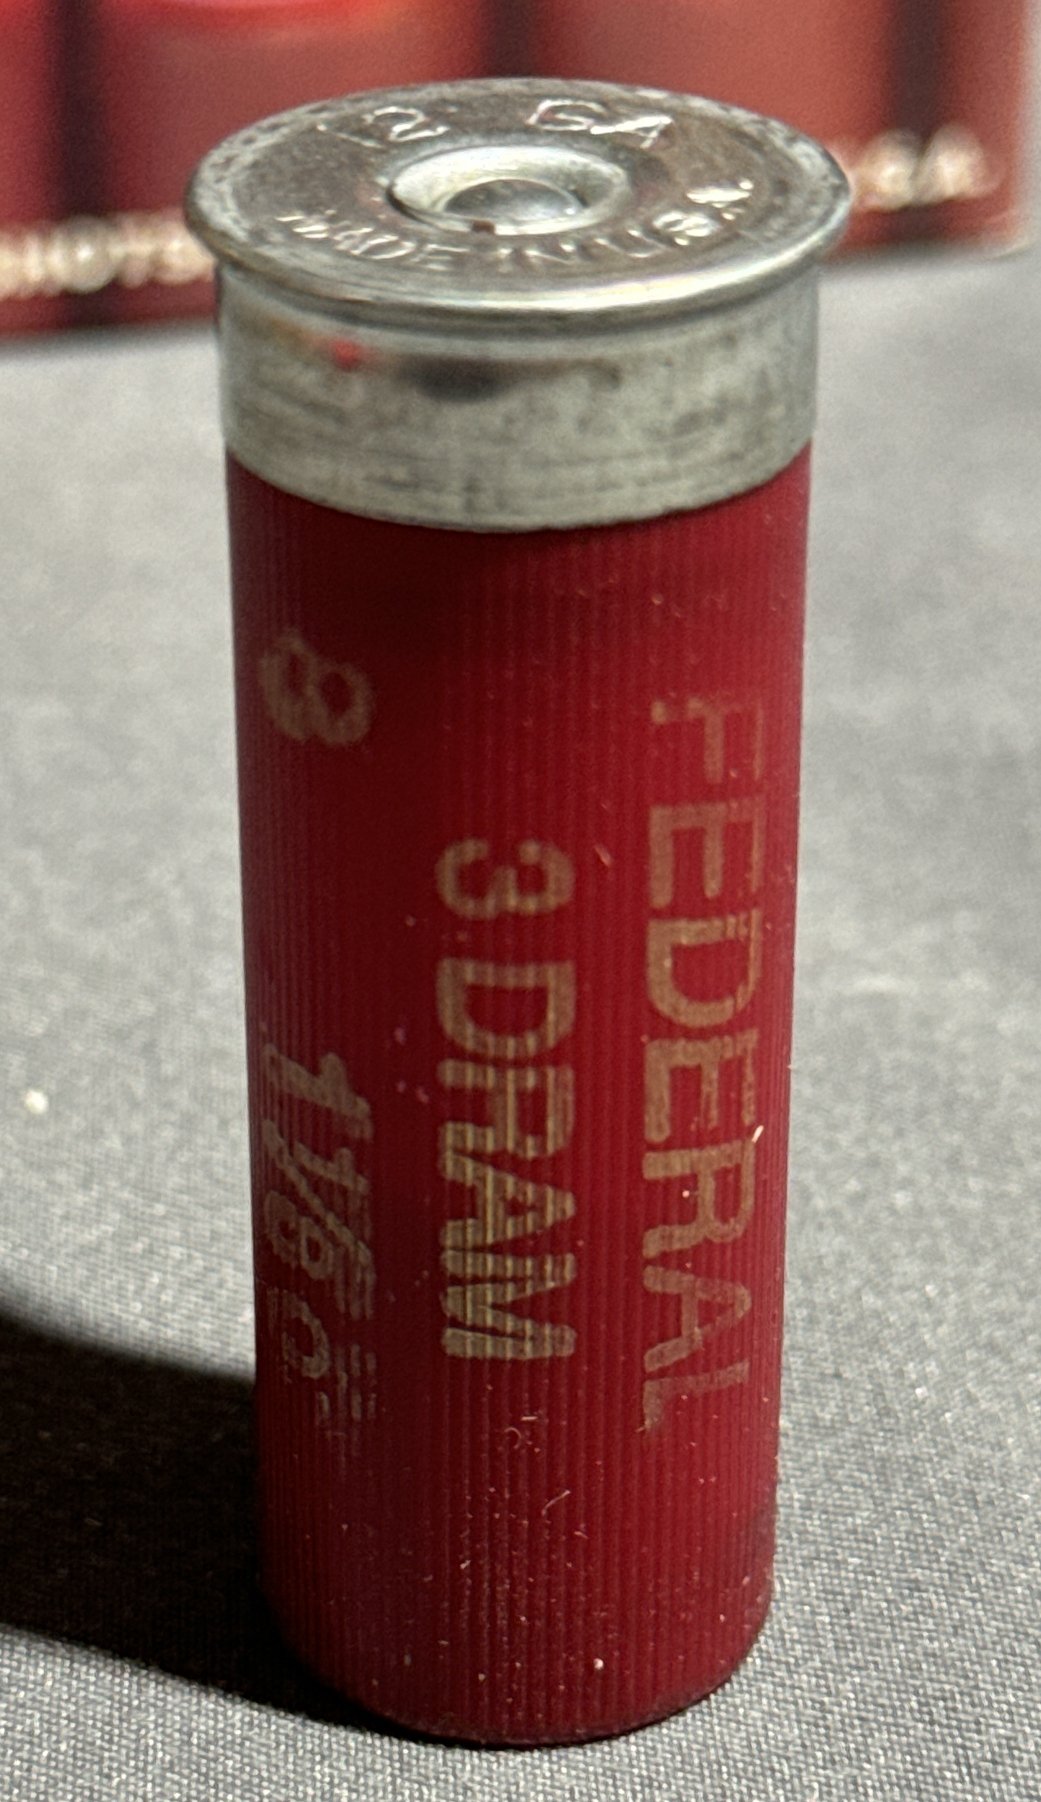 12 GA
MADE IN USA
FEDERAL
3 DRAM
8 1 1/8 O